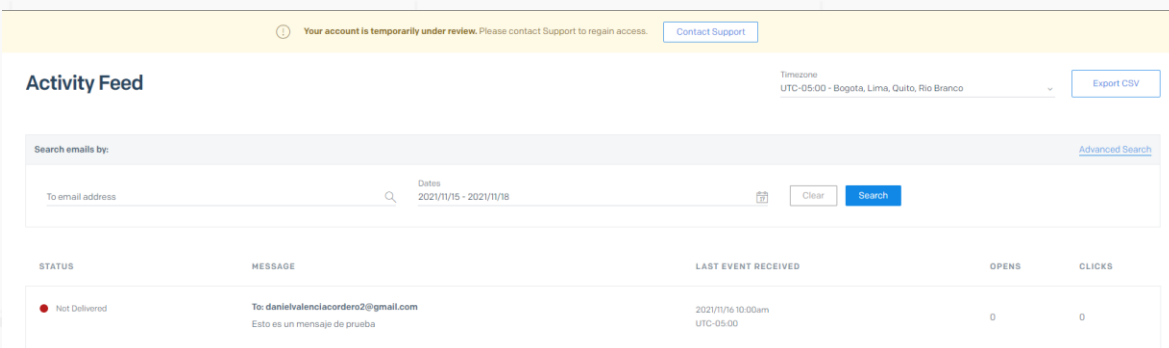 Your account is temporarily under review. Please contact Support to regain access. Contact Support
Activity Feed
Timezone
UTC-05:00 - Bogota, Lima, Quito, Rio Branco
Export CSV
Search emails by:
Advanced Search
To email address
Dates
2021/11/15 - 2021/11/18
17
Clear
Search
STATUS MESSAGE LAST EVENT RECEIVED OPENS CLICKS
Not Delivered
To: danielvalenciacordero2@gmail.com
Esto es un mensaje de prueba
2021/11/16 10:00am
UTC-05:00
0
0